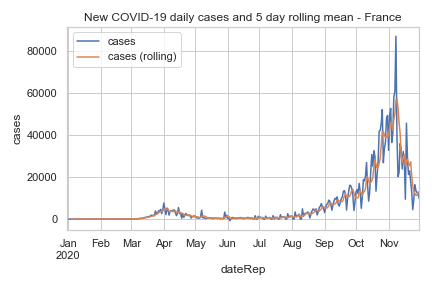 New COVID-19 daily cases and 5 day rolling mean - France
cases
cases (rolling)
80000
60000
40000
20000
0
cases
Jan Feb Mar Apr May Jun Jul Aug Sep Oct Nov
2020
dateRep